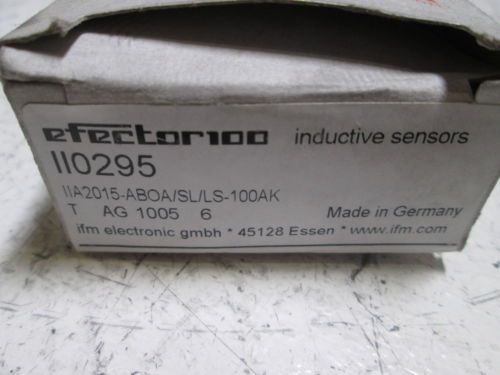 efector100 inductive sensors
II0295
IIA2015-ABOA/SL/LS-100AK
T AG 1005 6 Made in Germany
ifm electronic gmbh * 45128 Essen * www.ifm.com